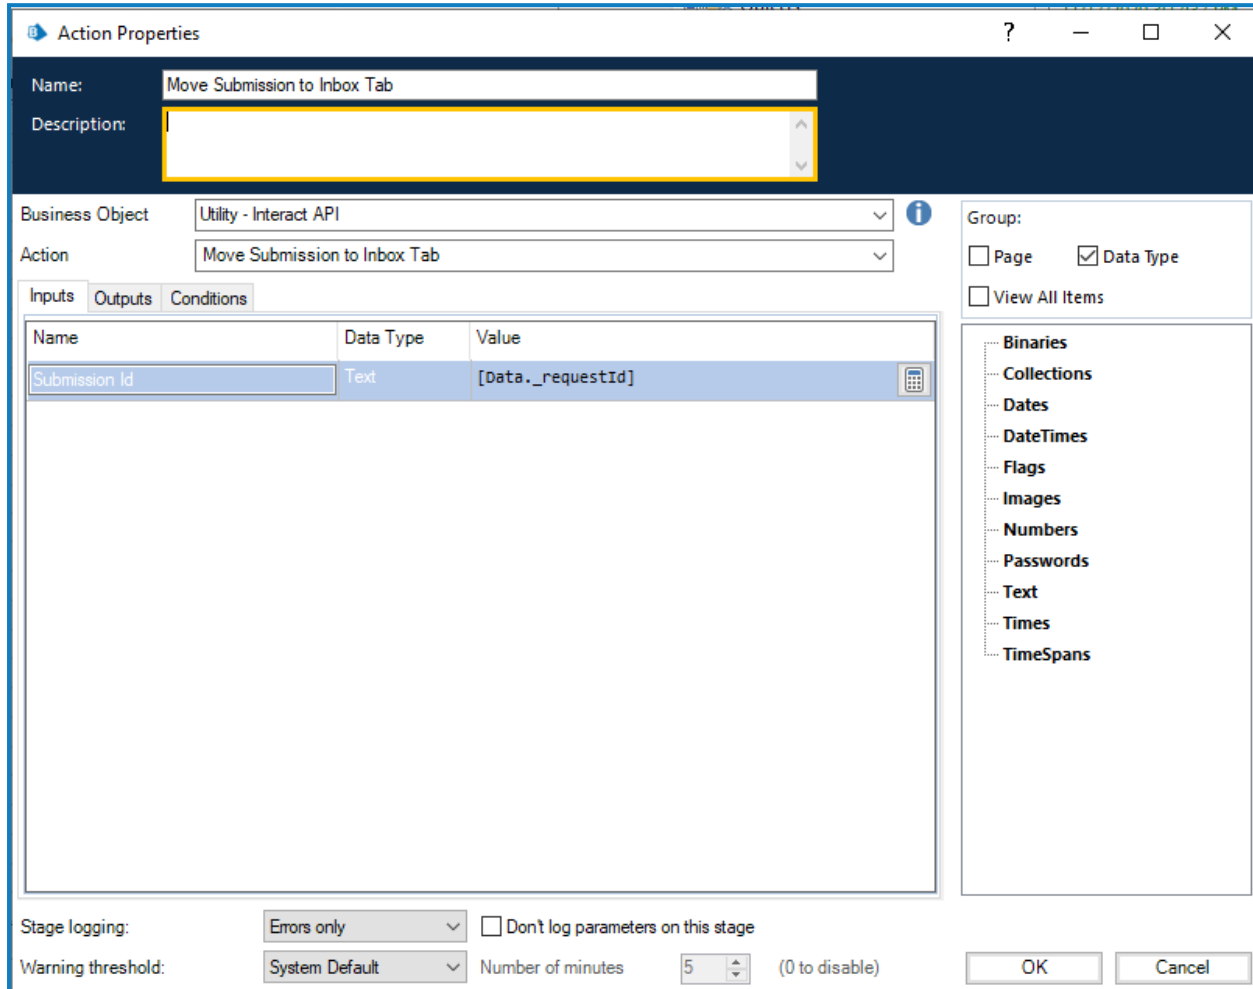 Action Properties
?
Name:
Move Submission to Inbox Tab
Description:
Business Object
Utility - Interact API
Group:
Action
Move Submission to Inbox Tab
Page
Data Type
Inputs
Outputs
Conditions
View All Items
Name
Data Type
Value
Submission Id
Text
[Data._requestId]
Binaries
Collections
Dates
DateTimes
Flags
Images
Numbers
Passwords
Text
Times
TimeSpans
Stage logging:
Errors only
Don't log parameters on this stage
Warning threshold:
System Default
Number of minutes
5
(0 to disable)
OK
Cancel